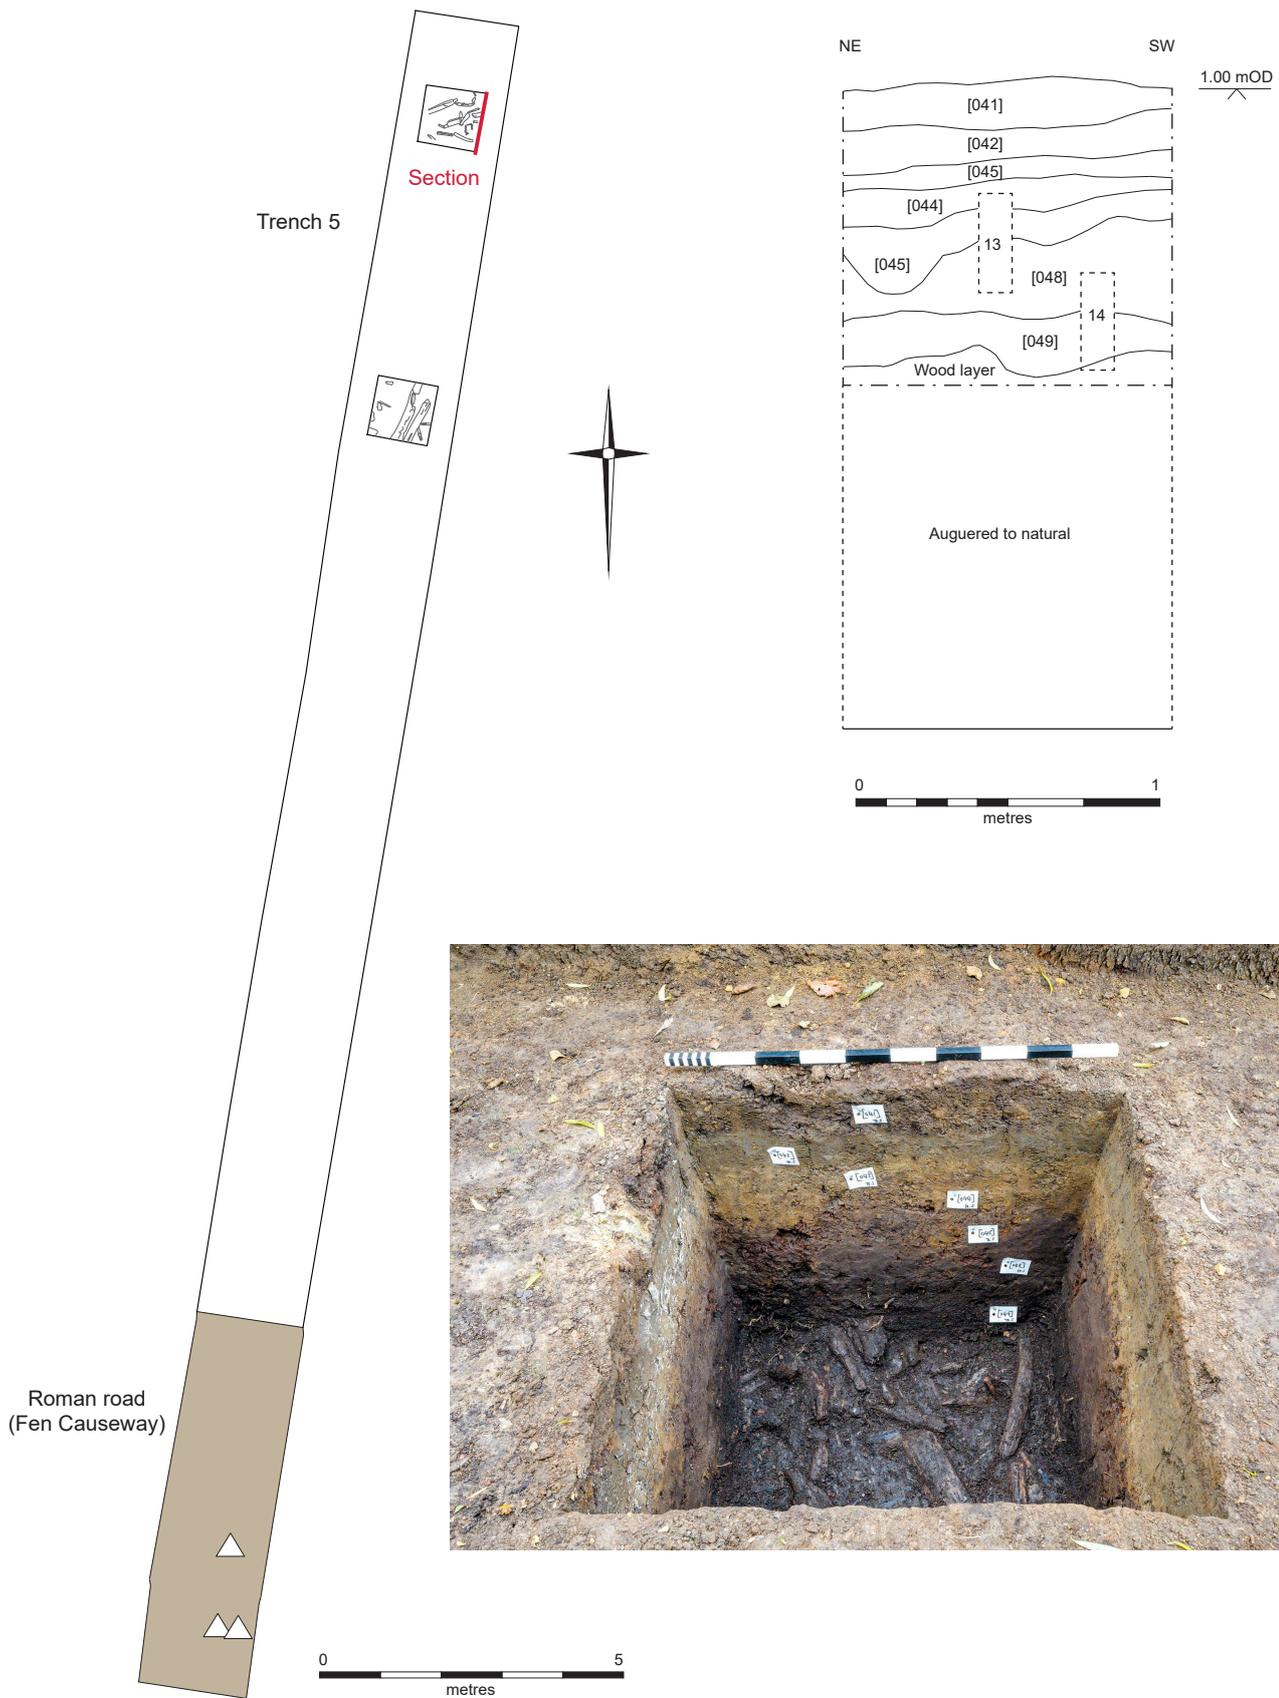 NE
SW
1.00 mOD
[041]
[042]
[045]
[044]
13
[045]
[048]
14
[049]
Wood layer
Auguered to natural
0
1
metres
Section
Trench 5
Roman road
(Fen Causeway)
0
5
metres
[041]